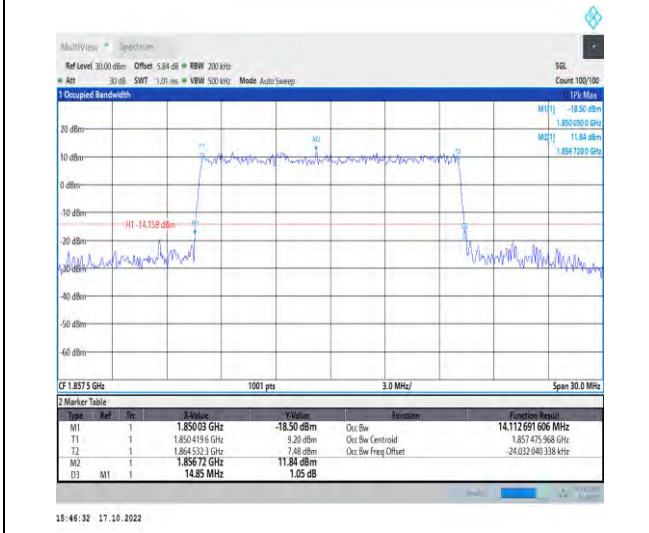 MultiView Spectrum
Ref Level 30.00 dBm Offset 5.84 dB RBW 200 kHz SGL
Att 30 dB SWT 1.01 ms VBW 500 kHz Mode Auto Sweep Count 100/100
1 Occupied Bandwidth 1Pk Max
M1[1] -18.50 dBm
1.850 030 0 GHz
M2[1] 11.84 dBm
1.856 720 0 GHz
20 dBm
M2
T1
T2
10 dBm
0 dBm
-10 dBm
H1 -14.159 dBm
M1
-20 dBm
-30 dBm
-40 dBm
-50 dBm
-60 dBm
CF 1.857 5 GHz 1001 pts 3.0 MHz/ Span 30.0 MHz
2 Marker Table
Type Ref Trc X-Value Y-Value Function Function Result
M1 1 1.850 03 GHz -18.50 dBm Occ Bw 14.112 691 606 MHz
T1 1 1.850 419 6 GHz 9.20 dBm Occ Bw Centroid 1.857 475 968 GHz
T2 1 1.864 532 3 GHz 7.48 dBm Occ Bw Freq Offset -24.032 040 338 kHz
M2 1 1.856 72 GHz 11.84 dBm
D3 M1 1 14.85 MHz 1.05 dB
15:46:32 17.10.2022